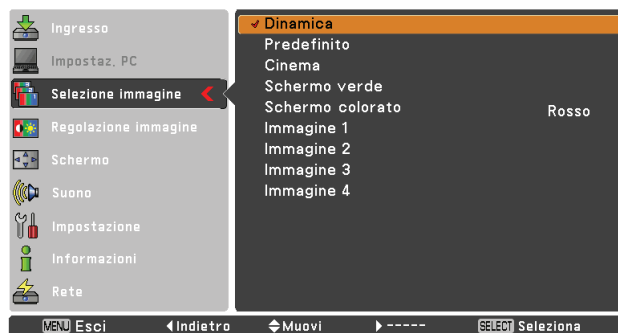 Ingresso
Impostaz. PC
Selezione immagine
Regolazione immagine
Schermo
Suono
Impostazione
Informazioni
Rete
Dinamica
Predefinito
Cinema
Schermo verde
Schermo colorato Rosso
Immagine 1
Immagine 2
Immagine 3
Immagine 4
MENU Esci Indietro Muovi ----- SELECT Seleziona